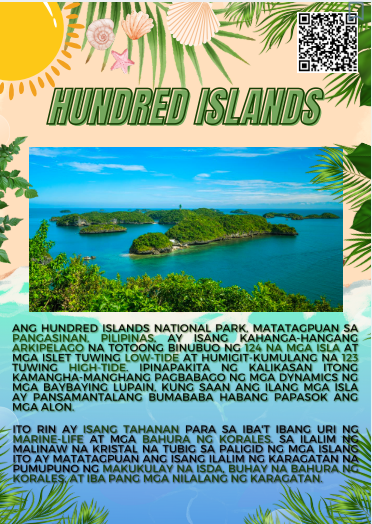 HUNDRED ISLANDS
ANG HUNDRED ISLANDS NATIONAL PARK, MATATAGPUAN SA
PANGASINAN, PILIPINAS, AY ISANG KAHANGA-HANGANG
ARKIPELAGO NA TOTOONG BINUBUO NG 124 NA MGA ISLA AT
MGA ISLET TUWING LOW-TIDE AT HUMIGIT-KUMULANG NA 123
TUWING HIGH-TIDE. IPINAPAKITA NG KALIKASAN ITONG
KAMANGHA-MANGHANG PAGBABAGO NG MGA DYNAMICS NG
MGA BAYBAYING LUPAIN, KUNG SAAN ANG ILANG MGA ISLA
AY PANSAMANTALANG BUMABABA HABANG PAPASOK ANG
MGA ALON.
ITO RIN AY ISANG TAHANAN PARA SA IBA'T IBANG URI NG
MARINE-LIFE AT MGA BAHURA NG KORALES. SA ILALIM NG
MALINAW NA KRISTAL NA TUBIG SA PALIGID NG MGA ISLANG
ITO AY MATATAGPUAN ANG ISANG ILALIM NG KARAGATAN NA
PUMUPUNO NG MAKUKULAY NA ISDA, BUHAY NA BAHURA NG
KORALES, AT IBA PANG MGA NILALANG NG KARAGATAN.